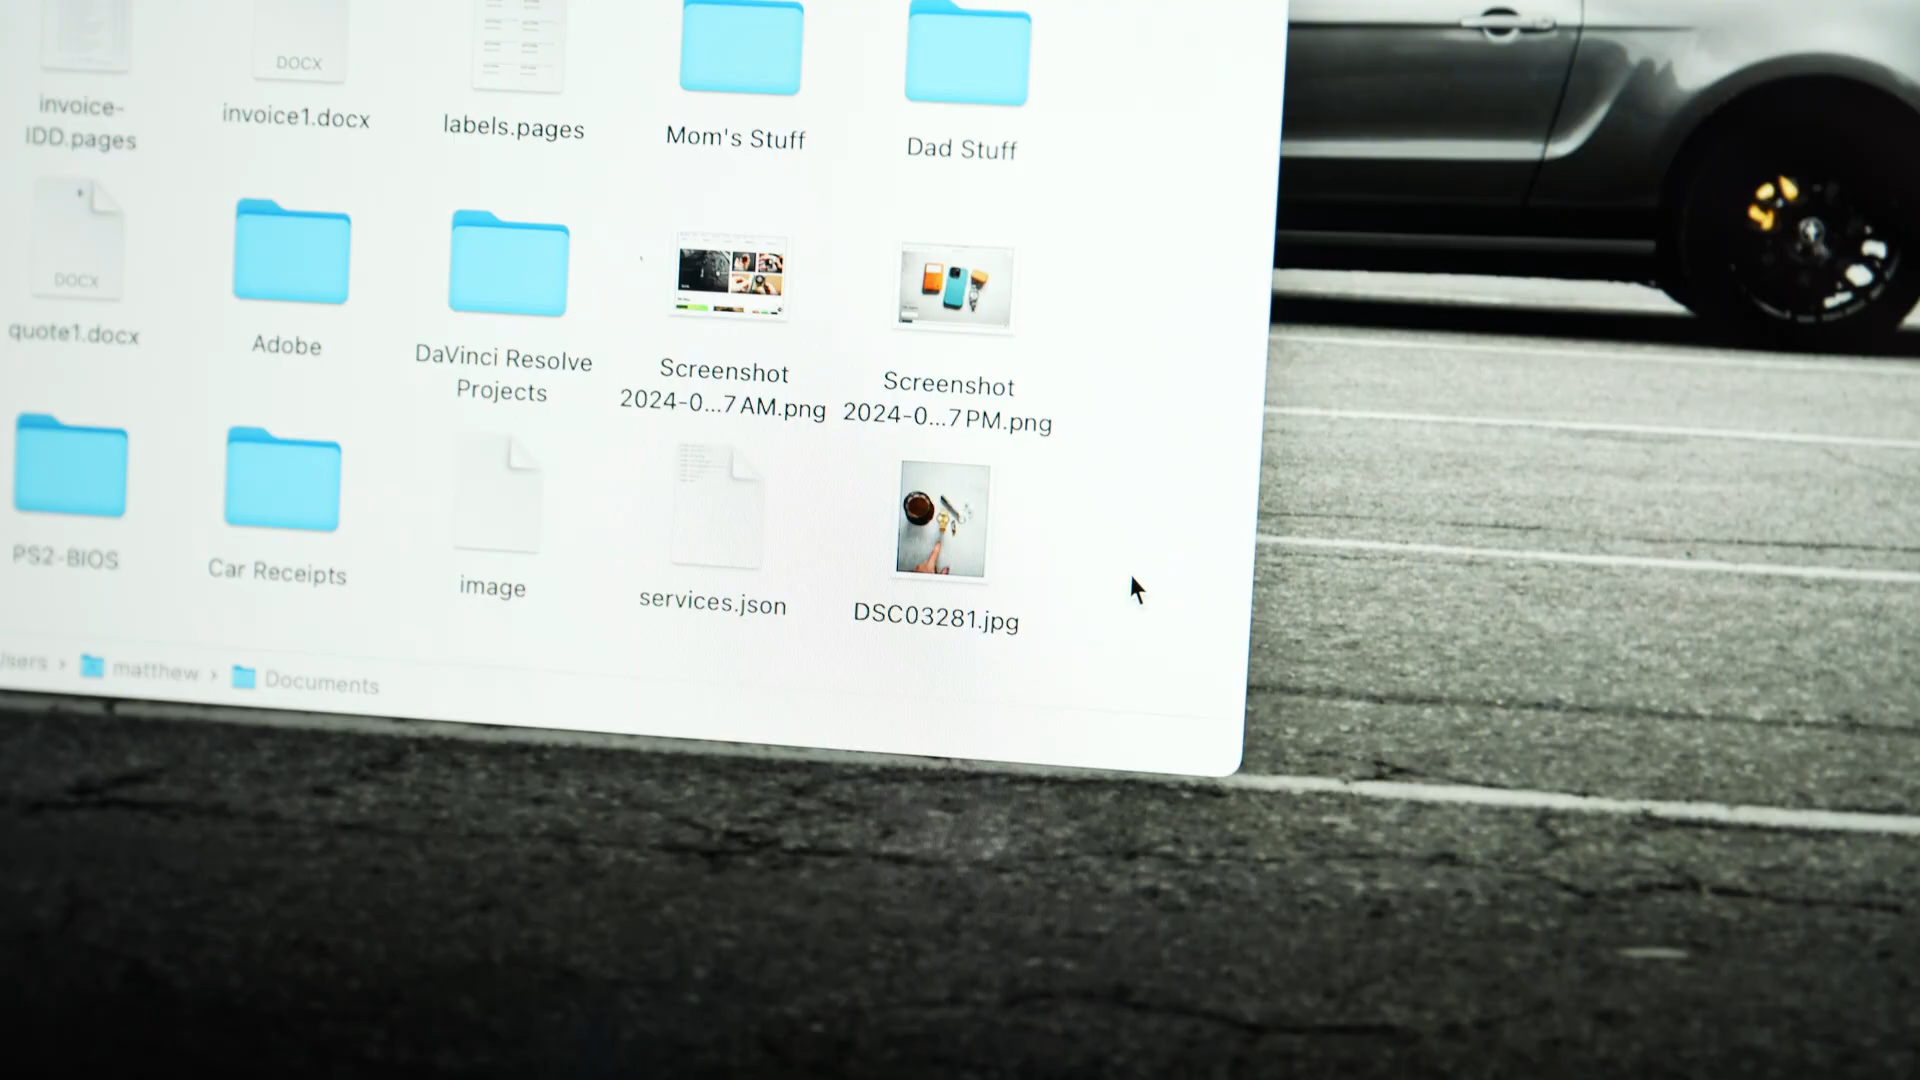 invoice-
IDD.pages
DOCX
invoice1.docx
labels.pages
Mom's Stuff
Dad Stuff
DOCX
quote1.docx
Adobe
DaVinci Resolve
Projects
Screenshot
2024-0...7 AM.png
Screenshot
2024-0...7 PM.png
PS2-BIOS
Car Receipts
image
services.json
DSC03281.jpg
Users › matthew › Documents